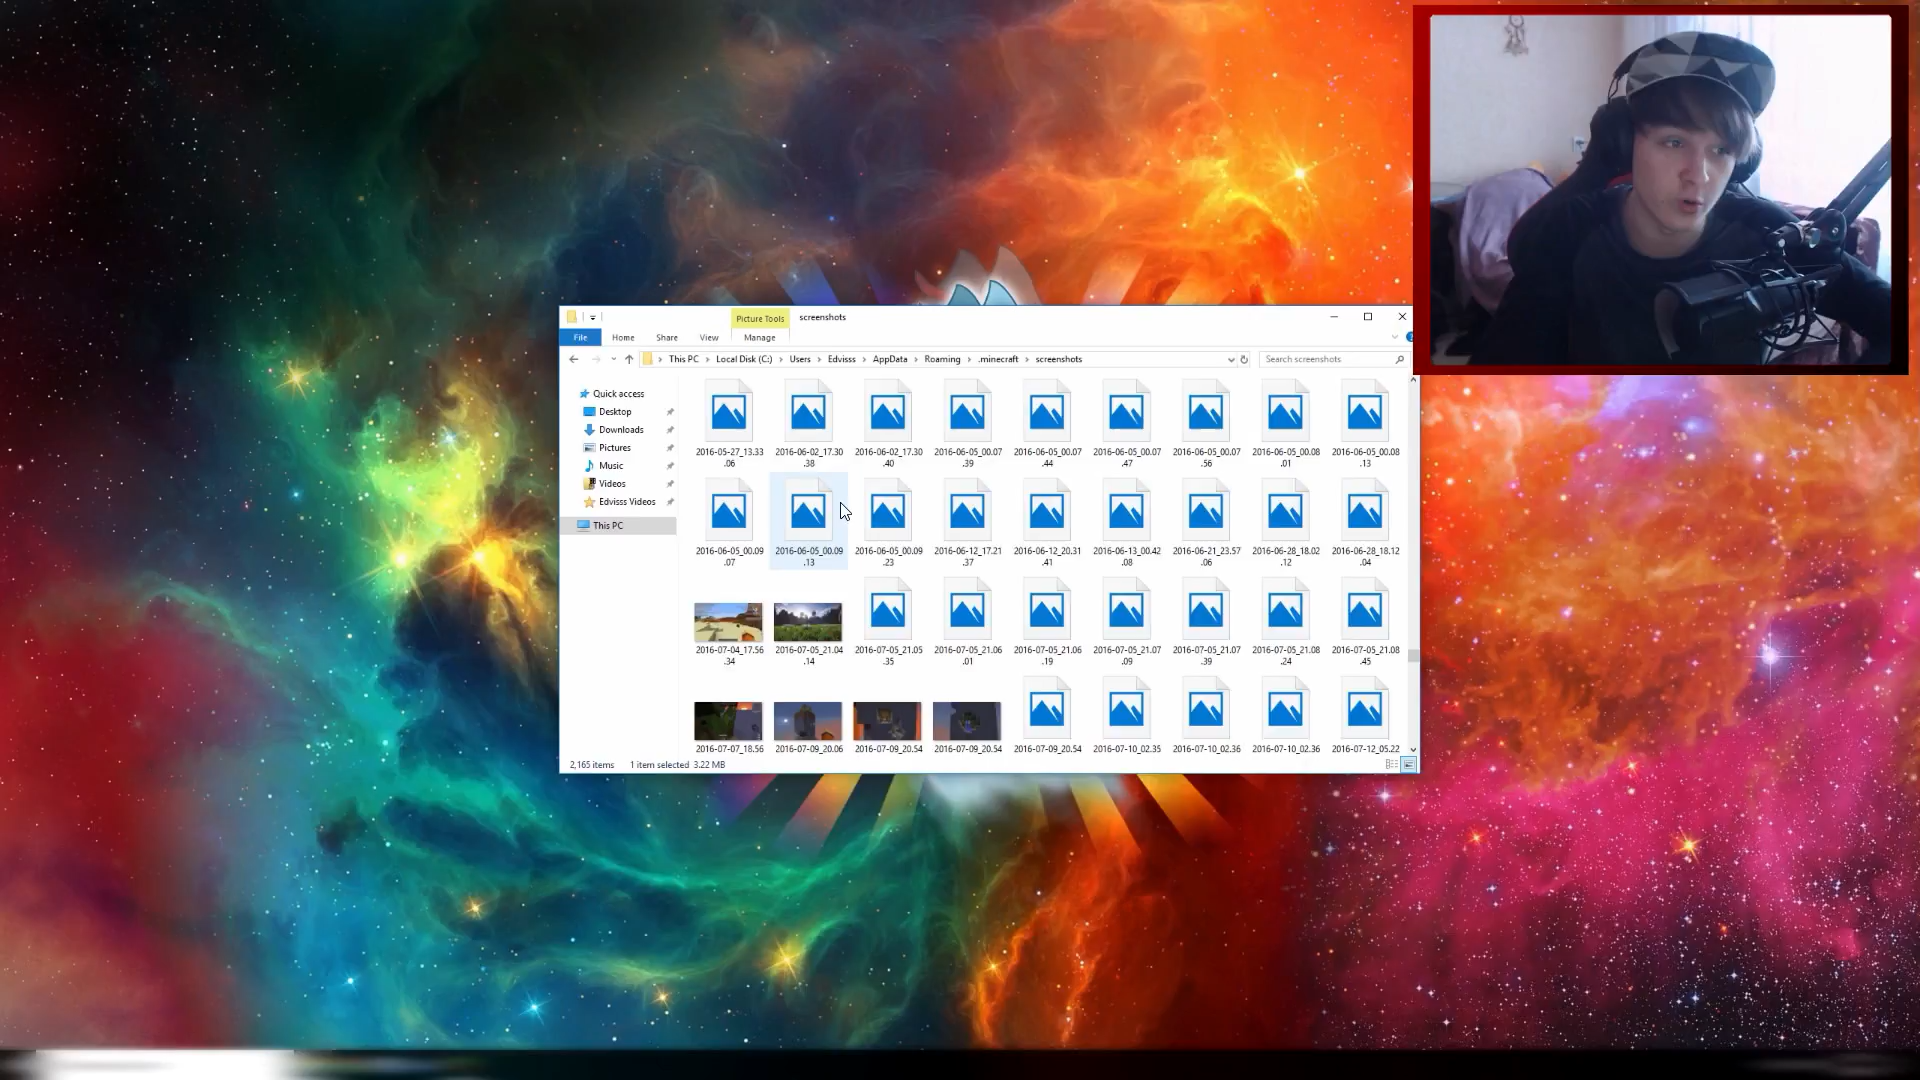 Picture Tools
screenshots
File
Home
Share
View
Manage
This PC
Local Disk (C:)
Users
Edvisss
AppData
Roaming
.minecraft
screenshots
Search screenshots
Quick access
Desktop
Downloads
Pictures
Music
Videos
Edvisss Videos
This PC
2016-05-27_13.33
.06
2016-06-02_17.30
.38
2016-06-02_17.30
.40
2016-06-05_00.07
.39
2016-06-05_00.07
.44
2016-06-05_00.07
.47
2016-06-05_00.07
.56
2016-06-05_00.08
.01
2016-06-05_00.08
.13
2016-06-05_00.09
.07
2016-06-05_00.09
.13
2016-06-05_00.09
.23
2016-06-12_17.21
.37
2016-06-12_20.31
.41
2016-06-13_00.42
.08
2016-06-21_23.57
.06
2016-06-28_18.02
.12
2016-06-28_18.12
.04
2016-07-04_17.56
.34
2016-07-05_21.04
.14
2016-07-05_21.05
.35
2016-07-05_21.06
.01
2016-07-05_21.06
.19
2016-07-05_21.07
.09
2016-07-05_21.07
.39
2016-07-05_21.08
.24
2016-07-05_21.08
.45
2016-07-07_18.56
2016-07-09_20.06
2016-07-09_20.54
2016-07-09_20.54
2016-07-09_20.54
2016-07-10_02.35
2016-07-10_02.36
2016-07-10_02.36
2016-07-12_05.22
2,165 items
1 item selected 3.22 MB